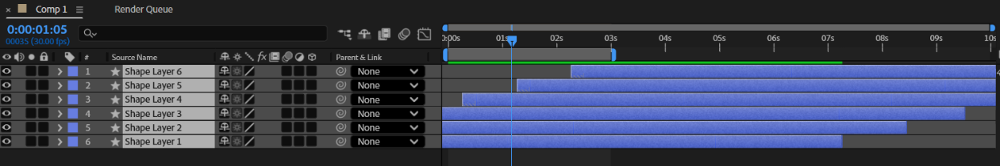 × Comp 1 ☰ Render Queue
0:00:01:05
00035 (30.00 fps)
0:00s 01s 02s 03s 04s 05s 06s 07s 08s 09s 10s
# Source Name fx Parent & Link
1 Shape Layer 6 None
2 Shape Layer 5 None
3 Shape Layer 4 None
4 Shape Layer 3 None
5 Shape Layer 2 None
6 Shape Layer 1 None